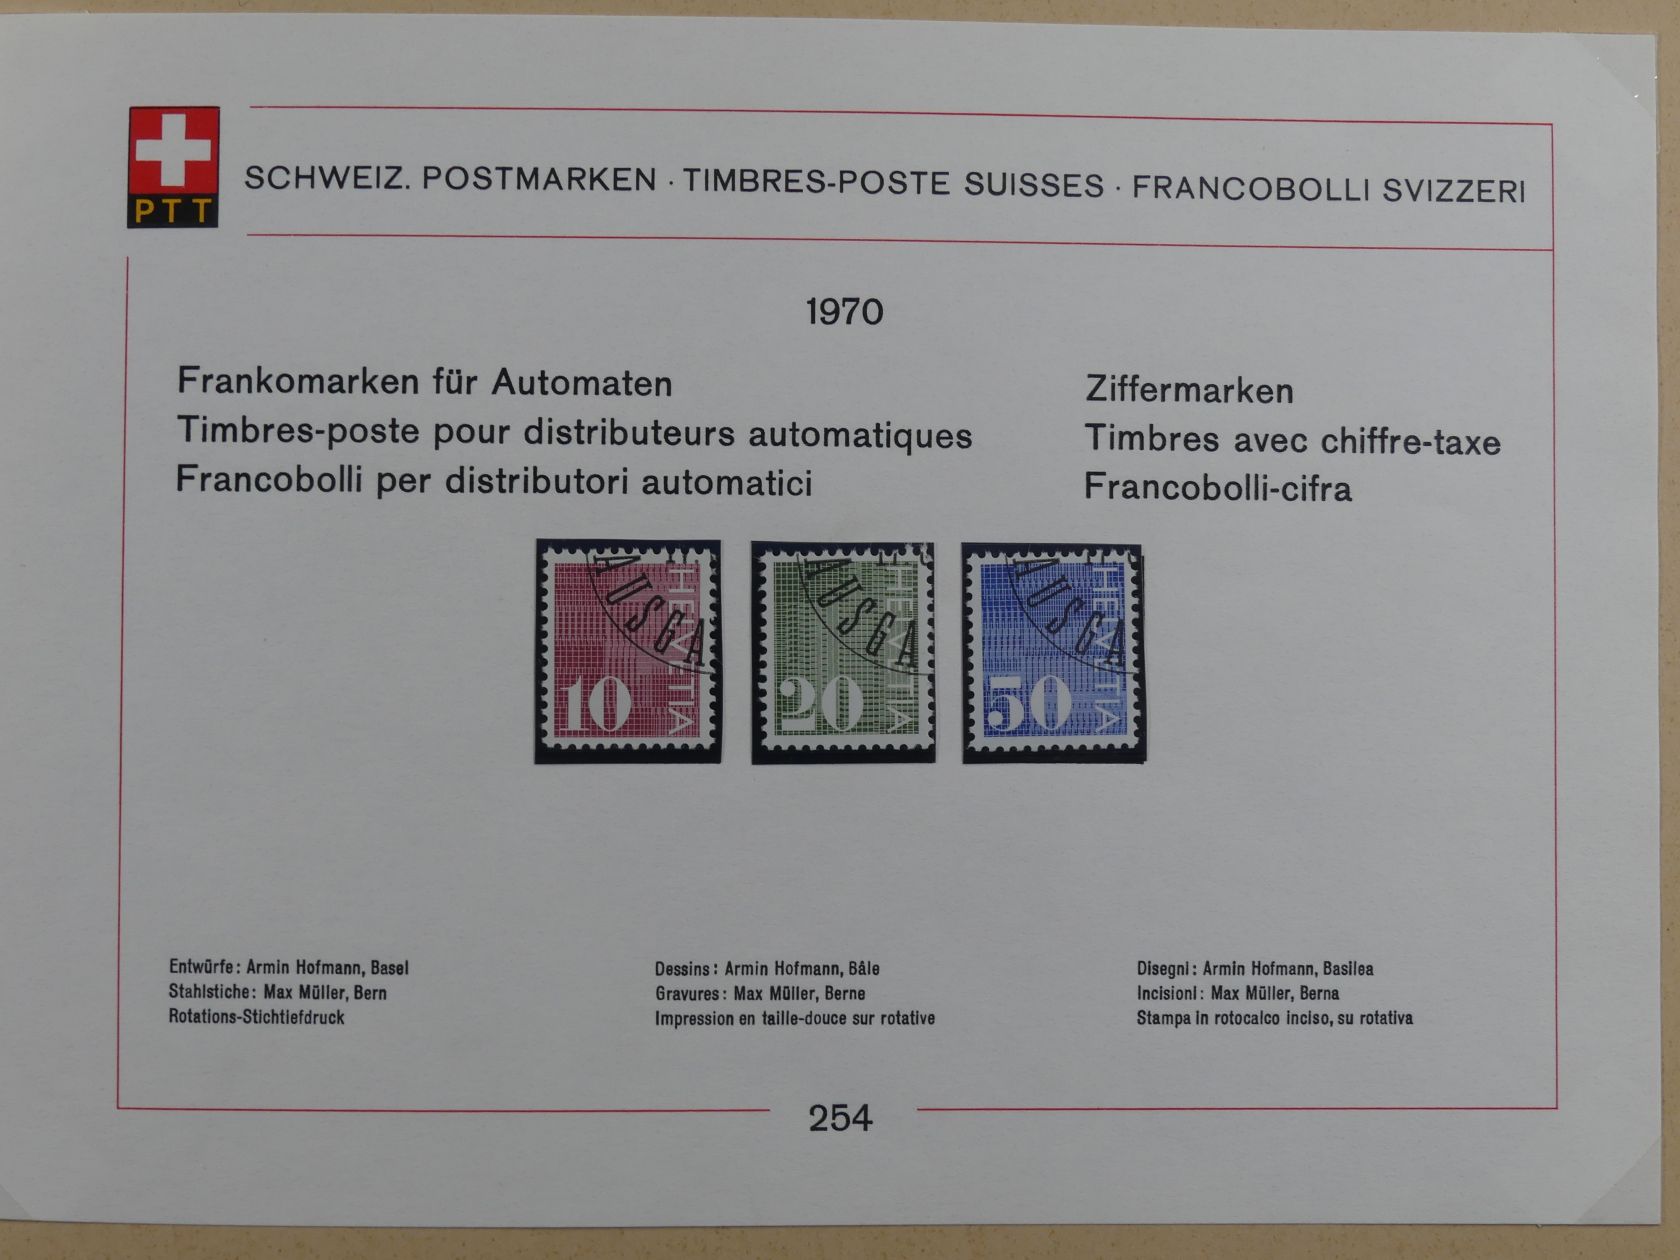 PTT
SCHWEIZ. POSTMARKEN · TIMBRES-POSTE SUISSES · FRANCOBOLLI SVIZZERI
1970
Frankomarken für Automaten
Timbres-poste pour distributeurs automatiques
Francobolli per distributori automatici
Ziffermarken
Timbres avec chiffre-taxe
Francobolli-cifra
AUSGA
HELVETIA
10
AUSGA
HELVETIA
20
AUSGA
HELVETIA
50
Entwürfe: Armin Hofmann, Basel
Stahlstiche: Max Müller, Bern
Rotations-Stichtiefdruck
Dessins: Armin Hofmann, Bâle
Gravures: Max Müller, Berne
Impression en taille-douce sur rotative
Disegni: Armin Hofmann, Basilea
Incisioni: Max Müller, Berna
Stampa in rotocalco inciso, su rotativa
254